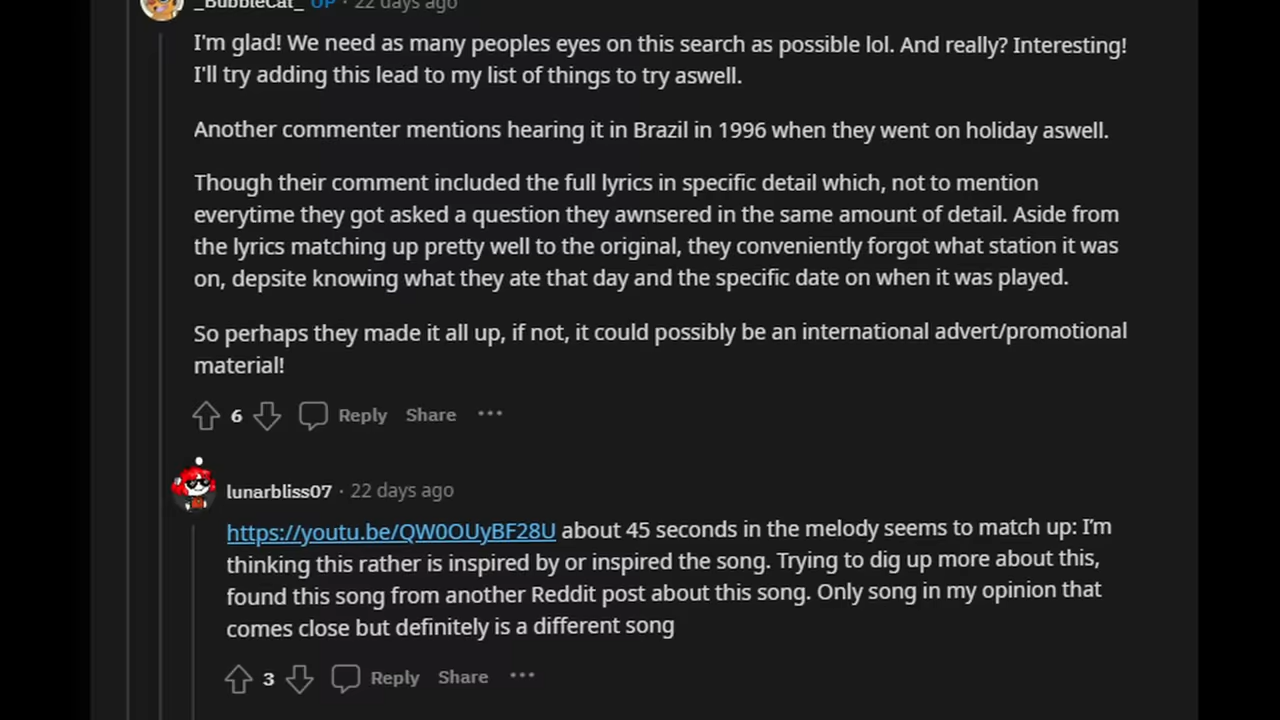 _BubbleCat_ UP · 22 days ago
I'm glad! We need as many peoples eyes on this search as possible lol. And really? Interesting!
I'll try adding this lead to my list of things to try aswell.
Another commenter mentions hearing it in Brazil in 1996 when they went on holiday aswell.
Though their comment included the full lyrics in specific detail which, not to mention
everytime they got asked a question they awnsered in the same amount of detail. Aside from
the lyrics matching up pretty well to the original, they conveniently forgot what station it was
on, depsite knowing what they ate that day and the specific date on when it was played.
So perhaps they made it all up, if not, it could possibly be an international advert/promotional
material!
6 Reply Share ...
lunarbliss07 · 22 days ago
https://youtu.be/QW0OUyBF28U about 45 seconds in the melody seems to match up: I'm
thinking this rather is inspired by or inspired the song. Trying to dig up more about this,
found this song from another Reddit post about this song. Only song in my opinion that
comes close but definitely is a different song
3 Reply Share ...